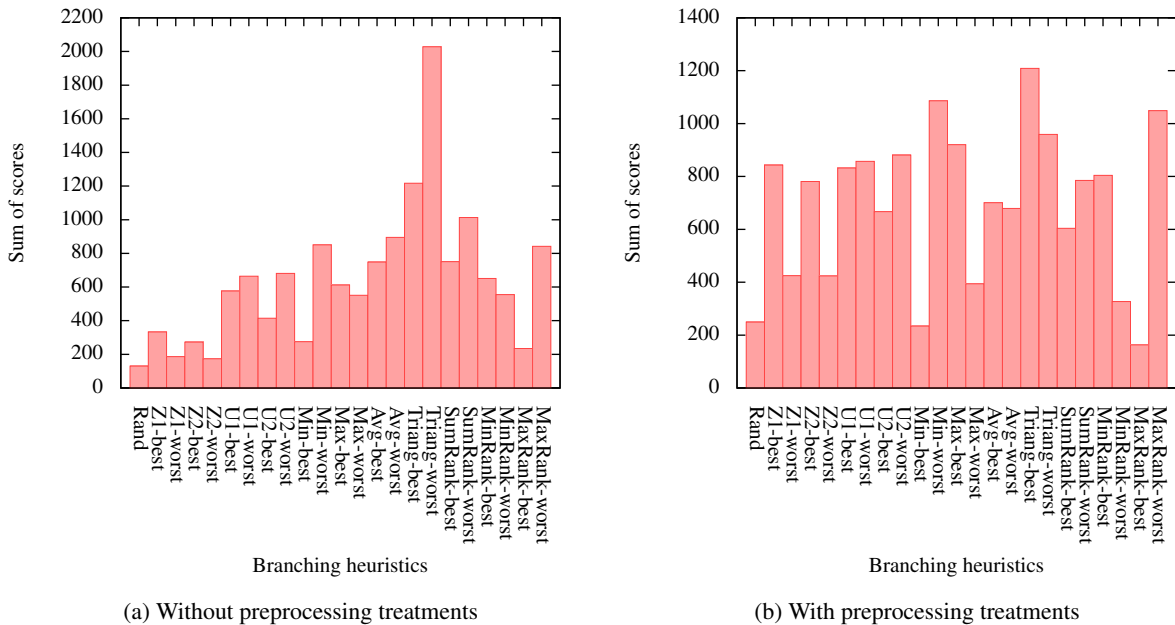 2200
2000
1800
1600
1400
1200
1000
800
600
400
200
0
Sum of scores
Rand
Z1-best
Z1-worst
Z2-best
Z2-worst
U1-best
U1-worst
U2-best
U2-worst
Min-best
Min-worst
Max-best
Max-worst
Avg-best
Avg-worst
Triang-best
Triang-worst
SumRank-best
SumRank-worst
MinRank-best
MinRank-worst
MaxRank-best
MaxRank-worst
Branching heuristics
(a) Without preprocessing treatments
1400
1200
1000
800
600
400
200
0
Sum of scores
Rand
Z1-best
Z1-worst
Z2-best
Z2-worst
U1-best
U1-worst
U2-best
U2-worst
Min-best
Min-worst
Max-best
Max-worst
Avg-best
Avg-worst
Triang-best
Triang-worst
SumRank-best
SumRank-worst
MinRank-best
MinRank-worst
MaxRank-best
MaxRank-worst
Branching heuristics
(b) With preprocessing treatments